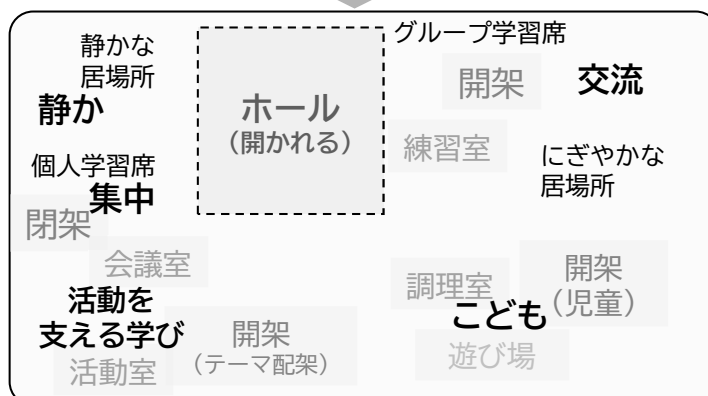 静かな
居場所
静か
個人学習席
集中
閉架
会議室
活動を
支える学び
活動室
開架
(テーマ配架)
ホール
(開かれる)
グループ学習席
開架
交流
練習室
にぎやかな
居場所
調理室
こども
開架
(児童)
遊び場